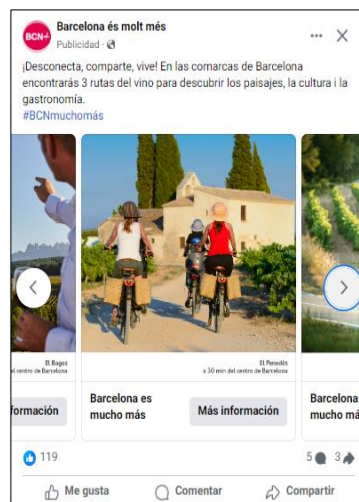 BCN+
Barcelona és molt més
Publicidad ·
¡Desconecta, comparte, vive! En las comarcas de Barcelona
encontrarás 3 rutas del vino para descubrir los paisajes, la cultura i la
gastronomía.
#BCNmuchomás
El Bages
el centro de Barcelona
El Penedès
a 30 min del centro de Barcelona
formación
Barcelona es
mucho más
Más información
Barcelona
mucho má
119
5
3
Me gusta
Comentar
Compartir